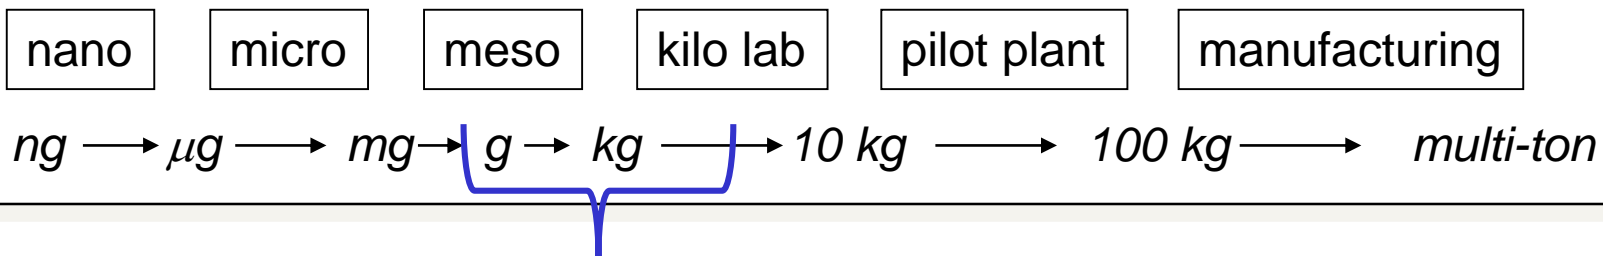 nano micro meso kilo lab pilot plant manufacturing
ng → μg → mg → g → kg → 10 kg → 100 kg → multi-ton